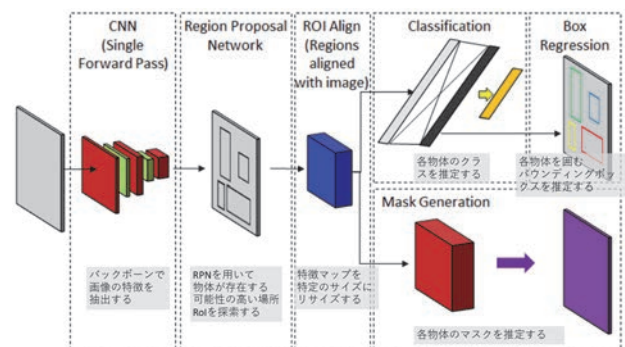 CNN
(Single
Forward Pass)
Region Proposal
Network
ROI Align
(Regions
aligned
with image)
Classification
Box
Regression
各物体のクラ
スを推定する
各物体を囲む
バウンディングボッ
クスを推定する
Mask Generation
バックボーンで
画像の特徴を
抽出する
RPNを用いて
物体が存在する
可能性の高い場所
RoIを探索する
特徴マップを
特定のサイズに
リサイズする
各物体のマスクを推定する